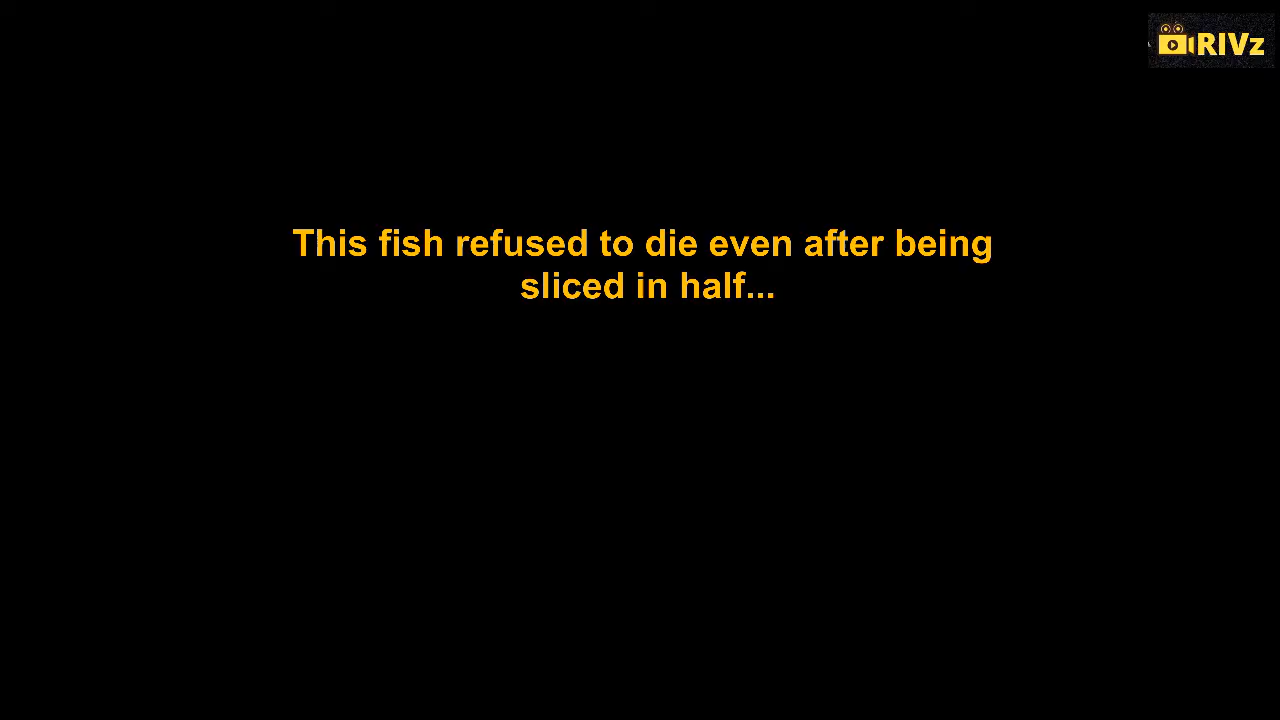 RIVz
This fish refused to die even after being
sliced in half...